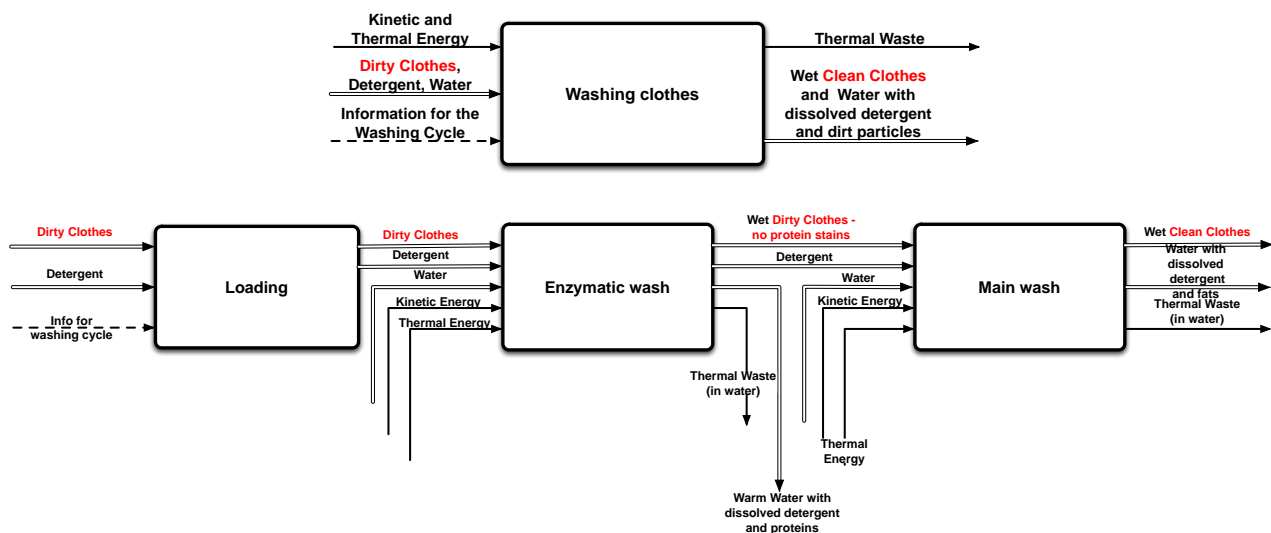 Kinetic and
Thermal Energy
Dirty Clothes,
Detergent, Water
Information for the
Washing Cycle
Washing clothes
Thermal Waste
Wet Clean Clothes
and Water with
dissolved detergent
and dirt particles
Dirty Clothes
Detergent
Info for
washing cycle
Loading
Dirty Clothes
Detergent
Water
Kinetic Energy
Thermal Energy
Enzymatic wash
Wet Dirty Clothes -
no protein stains
Detergent
Thermal Waste
(in water)
Warm Water with
dissolved detergent
and proteins
Water
Kinetic Energy
Thermal
Energy
Main wash
Wet Clean Clothes
Water with
dissolved
detergent
and fats
Thermal Waste
(in water)